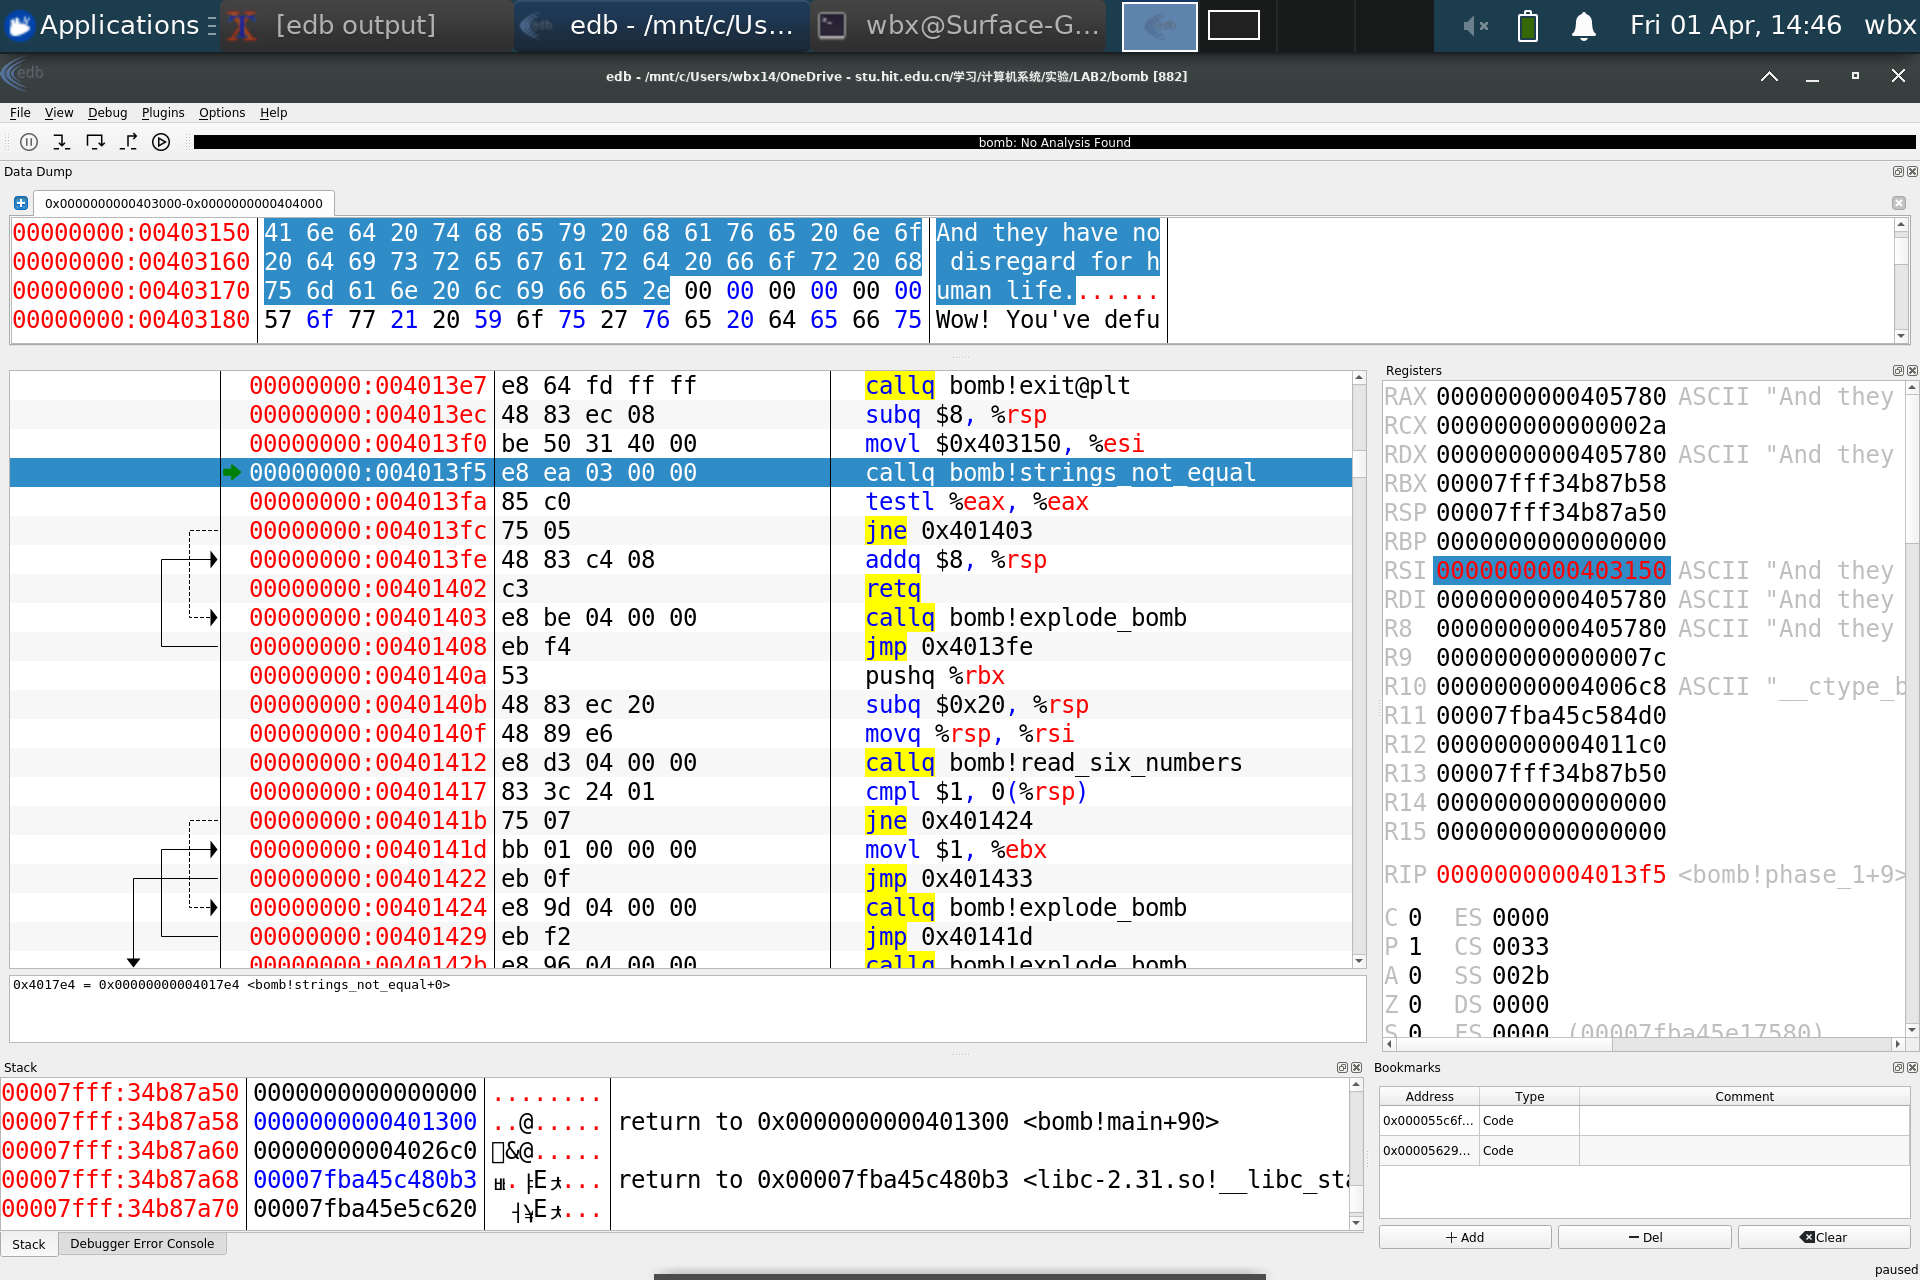 Applications
[edb output]
edb - /mnt/c/Us...
wbx@Surface-G...
Fri 01 Apr, 14:46
wbx
edb
edb - /mnt/c/Users/wbx14/OneDrive - stu.hit.edu.cn/学习/计算机系统/实验/LAB2/bomb [882]
File View Debug Plugins Options Help
bomb: No Analysis Found
Data Dump
0x0000000000403000-0x0000000000404000
00000000:00403150 41 6e 64 20 74 68 65 79 20 68 61 76 65 20 6e 6f And they have no
00000000:00403160 20 64 69 73 72 65 67 61 72 64 20 66 6f 72 20 68 disregard for h
00000000:00403170 75 6d 61 6e 20 6c 69 66 65 2e 00 00 00 00 00 00 uman life.......
00000000:00403180 57 6f 77 21 20 59 6f 75 27 76 65 20 64 65 66 75 Wow! You've defu
00000000:004013e7 e8 64 fd ff ff callq bomb!exit@plt
00000000:004013ec 48 83 ec 08 subq $8, %rsp
00000000:004013f0 be 50 31 40 00 movl $0x403150, %esi
00000000:004013f5 e8 ea 03 00 00 callq bomb!strings_not_equal
00000000:004013fa 85 c0 testl %eax, %eax
00000000:004013fc 75 05 jne 0x401403
00000000:004013fe 48 83 c4 08 addq $8, %rsp
00000000:00401402 c3 retq
00000000:00401403 e8 be 04 00 00 callq bomb!explode_bomb
00000000:00401408 eb f4 jmp 0x4013fe
00000000:0040140a 53 pushq %rbx
00000000:0040140b 48 83 ec 20 subq $0x20, %rsp
00000000:0040140f 48 89 e6 movq %rsp, %rsi
00000000:00401412 e8 d3 04 00 00 callq bomb!read_six_numbers
00000000:00401417 83 3c 24 01 cmpl $1, 0(%rsp)
00000000:0040141b 75 07 jne 0x401424
00000000:0040141d bb 01 00 00 00 movl $1, %ebx
00000000:00401422 eb 0f jmp 0x401433
00000000:00401424 e8 9d 04 00 00 callq bomb!explode_bomb
00000000:00401429 eb f2 jmp 0x40141d
00000000:0040142b e8 96 04 00 00 callq bomb!explode_bomb
0x4017e4 = 0x00000000004017e4 <bomb!strings_not_equal+0>
Registers
RAX 0000000000405780 ASCII "And they
RCX 000000000000002a
RDX 0000000000405780 ASCII "And they
RBX 00007fff34b87b58
RSP 00007fff34b87a50
RBP 0000000000000000
RSI 0000000000403150 ASCII "And they
RDI 0000000000405780 ASCII "And they
R8 0000000000405780 ASCII "And they
R9 000000000000007c
R10 00000000004006c8 ASCII "__ctype_b
R11 00007fba45c584d0
R12 00000000004011c0
R13 00007fff34b87b50
R14 0000000000000000
R15 0000000000000000
RIP 00000000004013f5 <bomb!phase_1+9>
C 0 ES 0000
P 1 CS 0033
A 0 SS 002b
Z 0 DS 0000
S 0 FS 0000 (00007fba45e17580)
Stack
00007fff:34b87a50 0000000000000000 ........
00007fff:34b87a58 0000000000401300 ..@..... return to 0x0000000000401300 <bomb!main+90>
00007fff:34b87a60 00000000004026c0 &@.....
00007fff:34b87a68 00007fba45c480b3 return to 0x00007fba45c480b3 <libc-2.31.so!__libc_sta
00007fff:34b87a70 00007fba45e5c620
Stack
Debugger Error Console
Bookmarks
Address Type Comment
0x000055c6f... Code
0x00005629... Code
Add
Del
Clear
paused